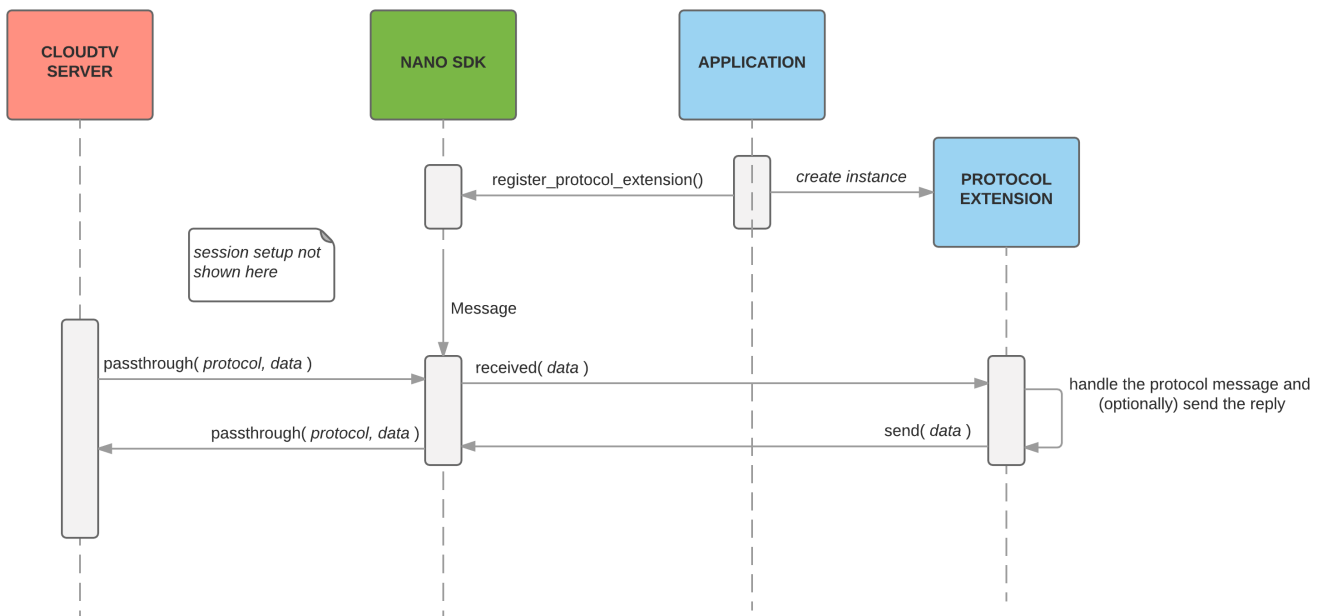 CLOUDTV
SERVER
NANO SDK
APPLICATION
PROTOCOL
EXTENSION
register_protocol_extension()
create instance
session setup not
shown here
Message
passthrough( protocol, data )
received( data )
handle the protocol message and
(optionally) send the reply
passthrough( protocol, data )
send( data )